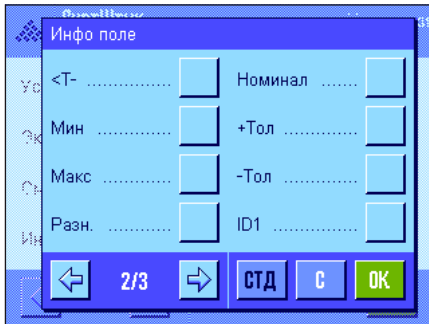 Инфо поле
<Т- ..............
Номинал ......
Мин ............
+Тол ............
Макс ...........
-Тол ............
Разн. ...........
ID1 ..............
2/3 СТД C OK